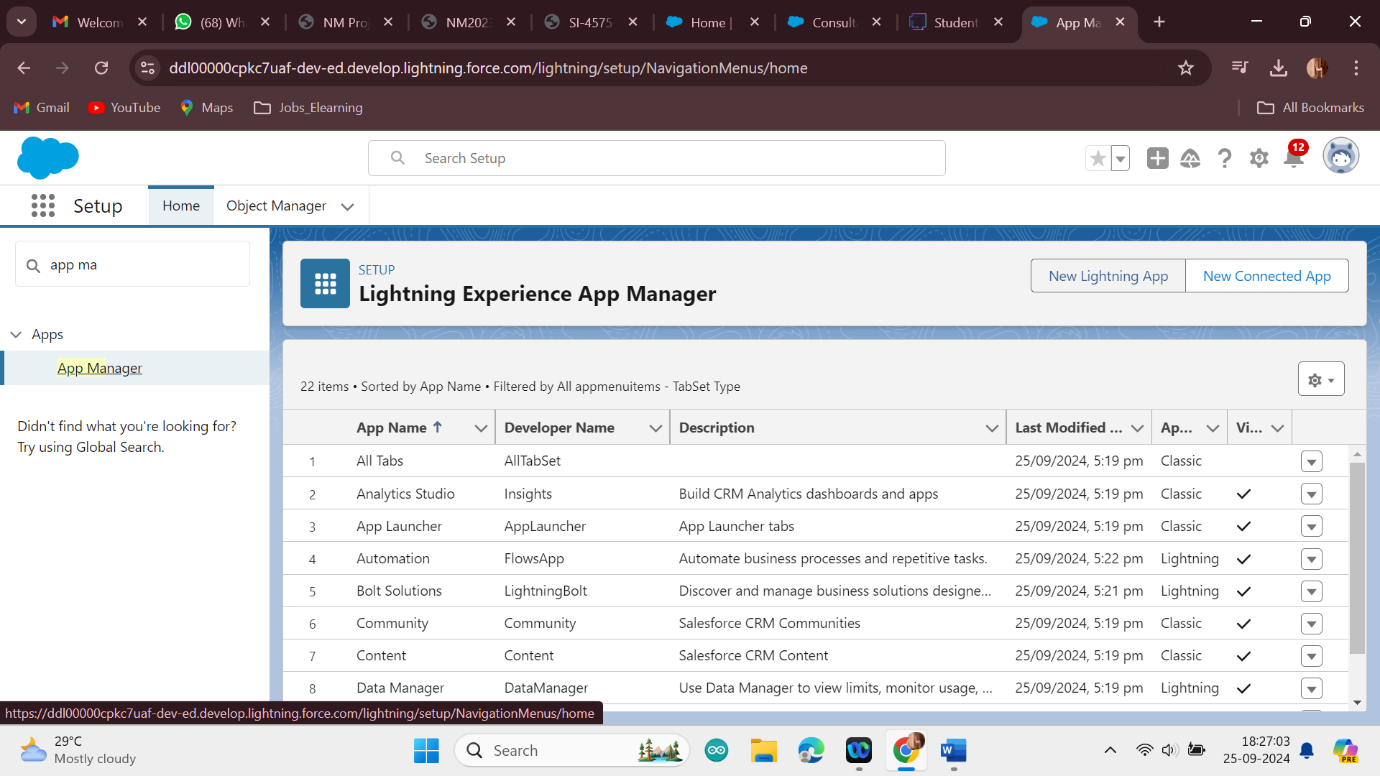 Welcom
(68) Wh
NM Pro
NM202
SI-4575
Home |
Consult
Student
App Ma
ddl00000cpkc7uaf-dev-ed.develop.lightning.force.com/lightning/setup/NavigationMenus/home
Gmail YouTube Maps Jobs_Elearning All Bookmarks
Search Setup
12
Setup Home Object Manager
app ma
Apps
App Manager
Didn't find what you're looking for?
Try using Global Search.
SETUP
Lightning Experience App Manager
New Lightning App New Connected App
22 items • Sorted by App Name • Filtered by All appmenuitems - TabSet Type
App Name ↑ Developer Name Description Last Modified ... Ap... Vi...
1 All Tabs AllTabSet 25/09/2024, 5:19 pm Classic
2 Analytics Studio Insights Build CRM Analytics dashboards and apps 25/09/2024, 5:19 pm Classic
3 App Launcher AppLauncher App Launcher tabs 25/09/2024, 5:19 pm Classic
4 Automation FlowsApp Automate business processes and repetitive tasks. 25/09/2024, 5:22 pm Lightning
5 Bolt Solutions LightningBolt Discover and manage business solutions designe... 25/09/2024, 5:21 pm Lightning
6 Community Community Salesforce CRM Communities 25/09/2024, 5:19 pm Classic
7 Content Content Salesforce CRM Content 25/09/2024, 5:19 pm Classic
8 Data Manager DataManager Use Data Manager to view limits, monitor usage, ... 25/09/2024, 5:19 pm Lightning
https://ddl00000cpkc7uaf-dev-ed.develop.lightning.force.com/lightning/setup/NavigationMenus/home
29°C
Mostly cloudy
Search
18:27:03
25-09-2024
PRE